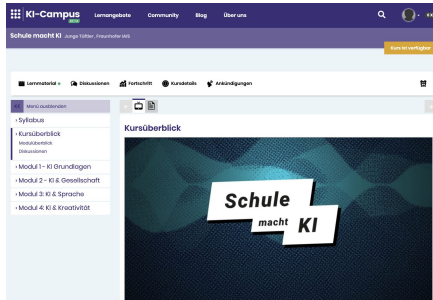 KI-Campus
BETA
Lernangebote Community Blog Über uns
Schule macht KI Junge Tüftler, Fraunhofer IAIS
Kurs ist verfügbar
Lernmaterial Diskussionen Fortschritt Kursdetails Ankündigungen
Menü ausblenden
› Syllabus
› Kursüberblick
Modulüberblick
Diskussionen
› Modul 1 - KI Grundlagen
› Modul 2 - KI & Gesellschaft
› Modul 3: KI & Sprache
› Modul 4: KI & Kreativität
Kursüberblick
Schule
macht KI